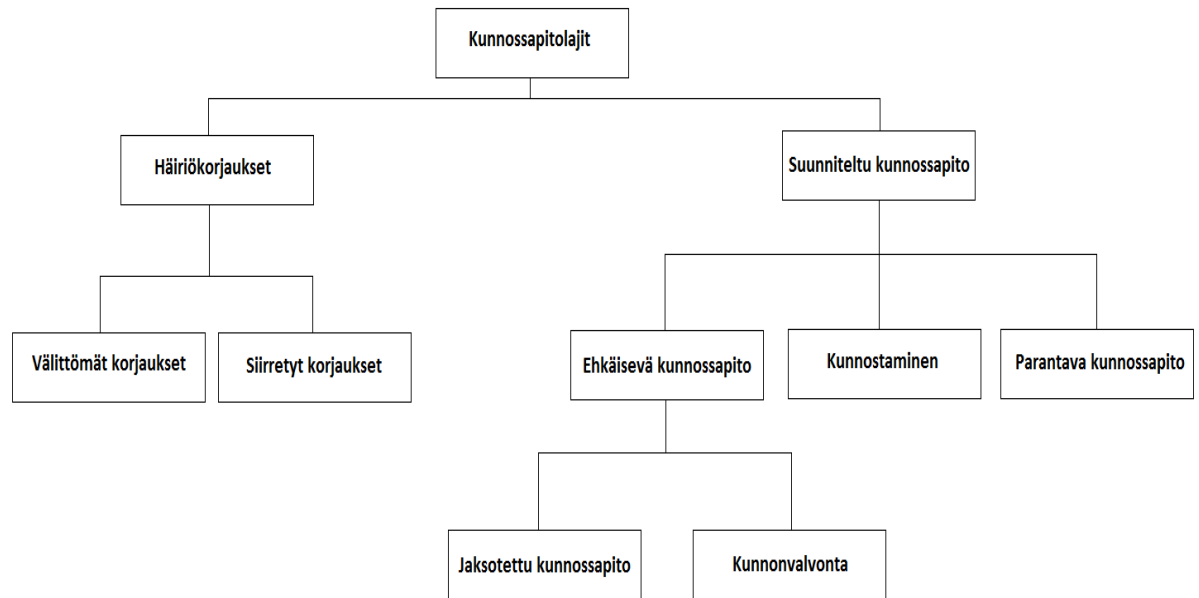 Kunnossapitolajit
Häiriökorjaukset
Suunniteltu kunnossapito
Välittömät korjaukset
Siirretyt korjaukset
Ehkäisevä kunnossapito
Kunnostaminen
Parantava kunnossapito
Jaksotettu kunnossapito
Kunnonvalvonta